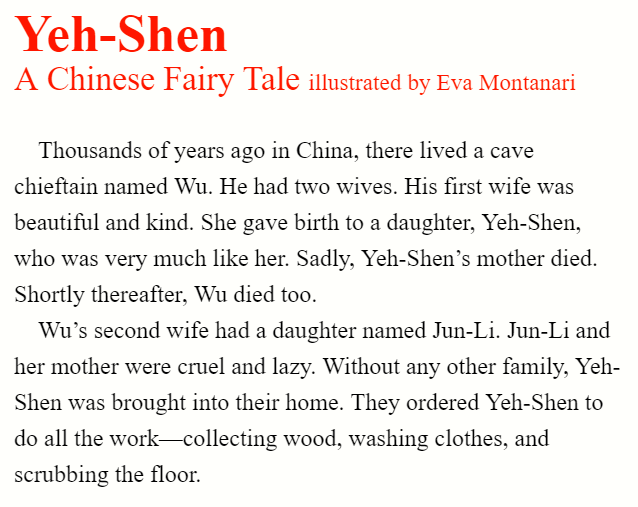 Yeh-Shen
A Chinese Fairy Tale illustrated by Eva Montanari
Thousands of years ago in China, there lived a cave
chieftain named Wu. He had two wives. His first wife was
beautiful and kind. She gave birth to a daughter, Yeh-Shen,
who was very much like her. Sadly, Yeh-Shen’s mother died.
Shortly thereafter, Wu died too.
Wu’s second wife had a daughter named Jun-Li. Jun-Li and
her mother were cruel and lazy. Without any other family, Yeh-
Shen was brought into their home. They ordered Yeh-Shen to
do all the work—collecting wood, washing clothes, and
scrubbing the floor.